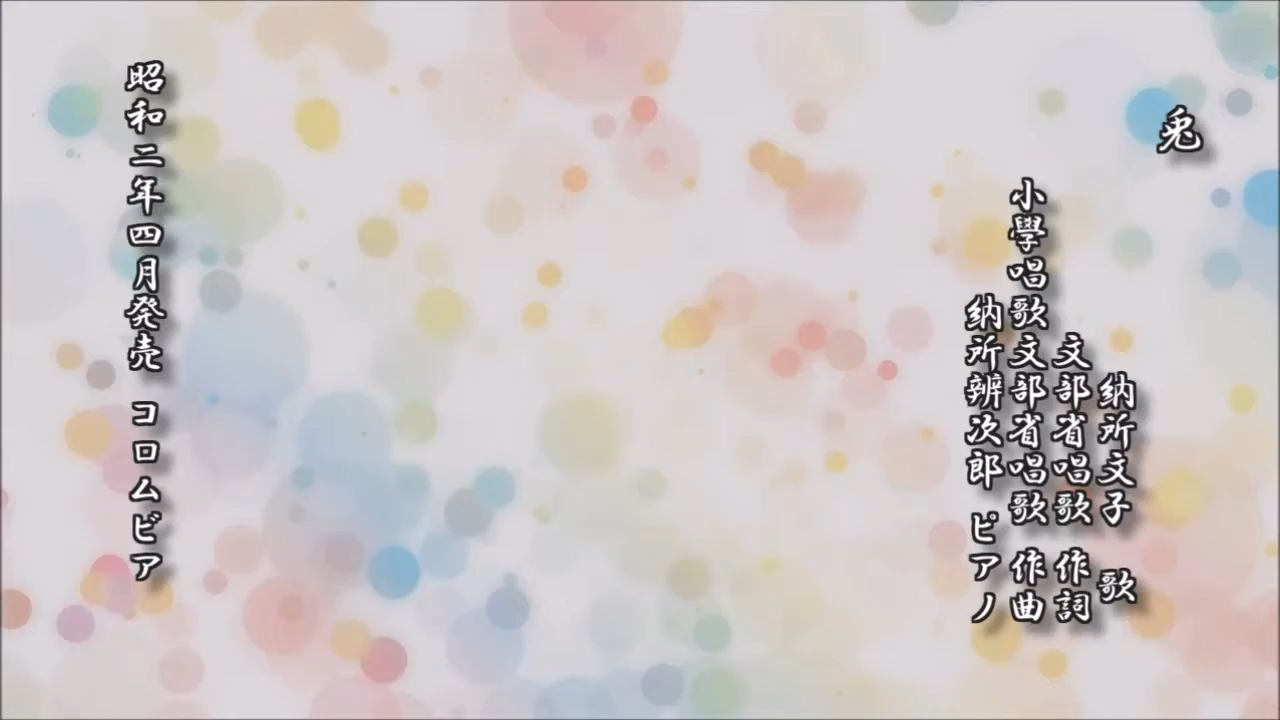 兎
納所文子 歌
文部省唱歌 作詞
小學唱歌文部省唱歌 作曲
納所辨次郎 ピアノ
昭和二年四月発売 コロムビア